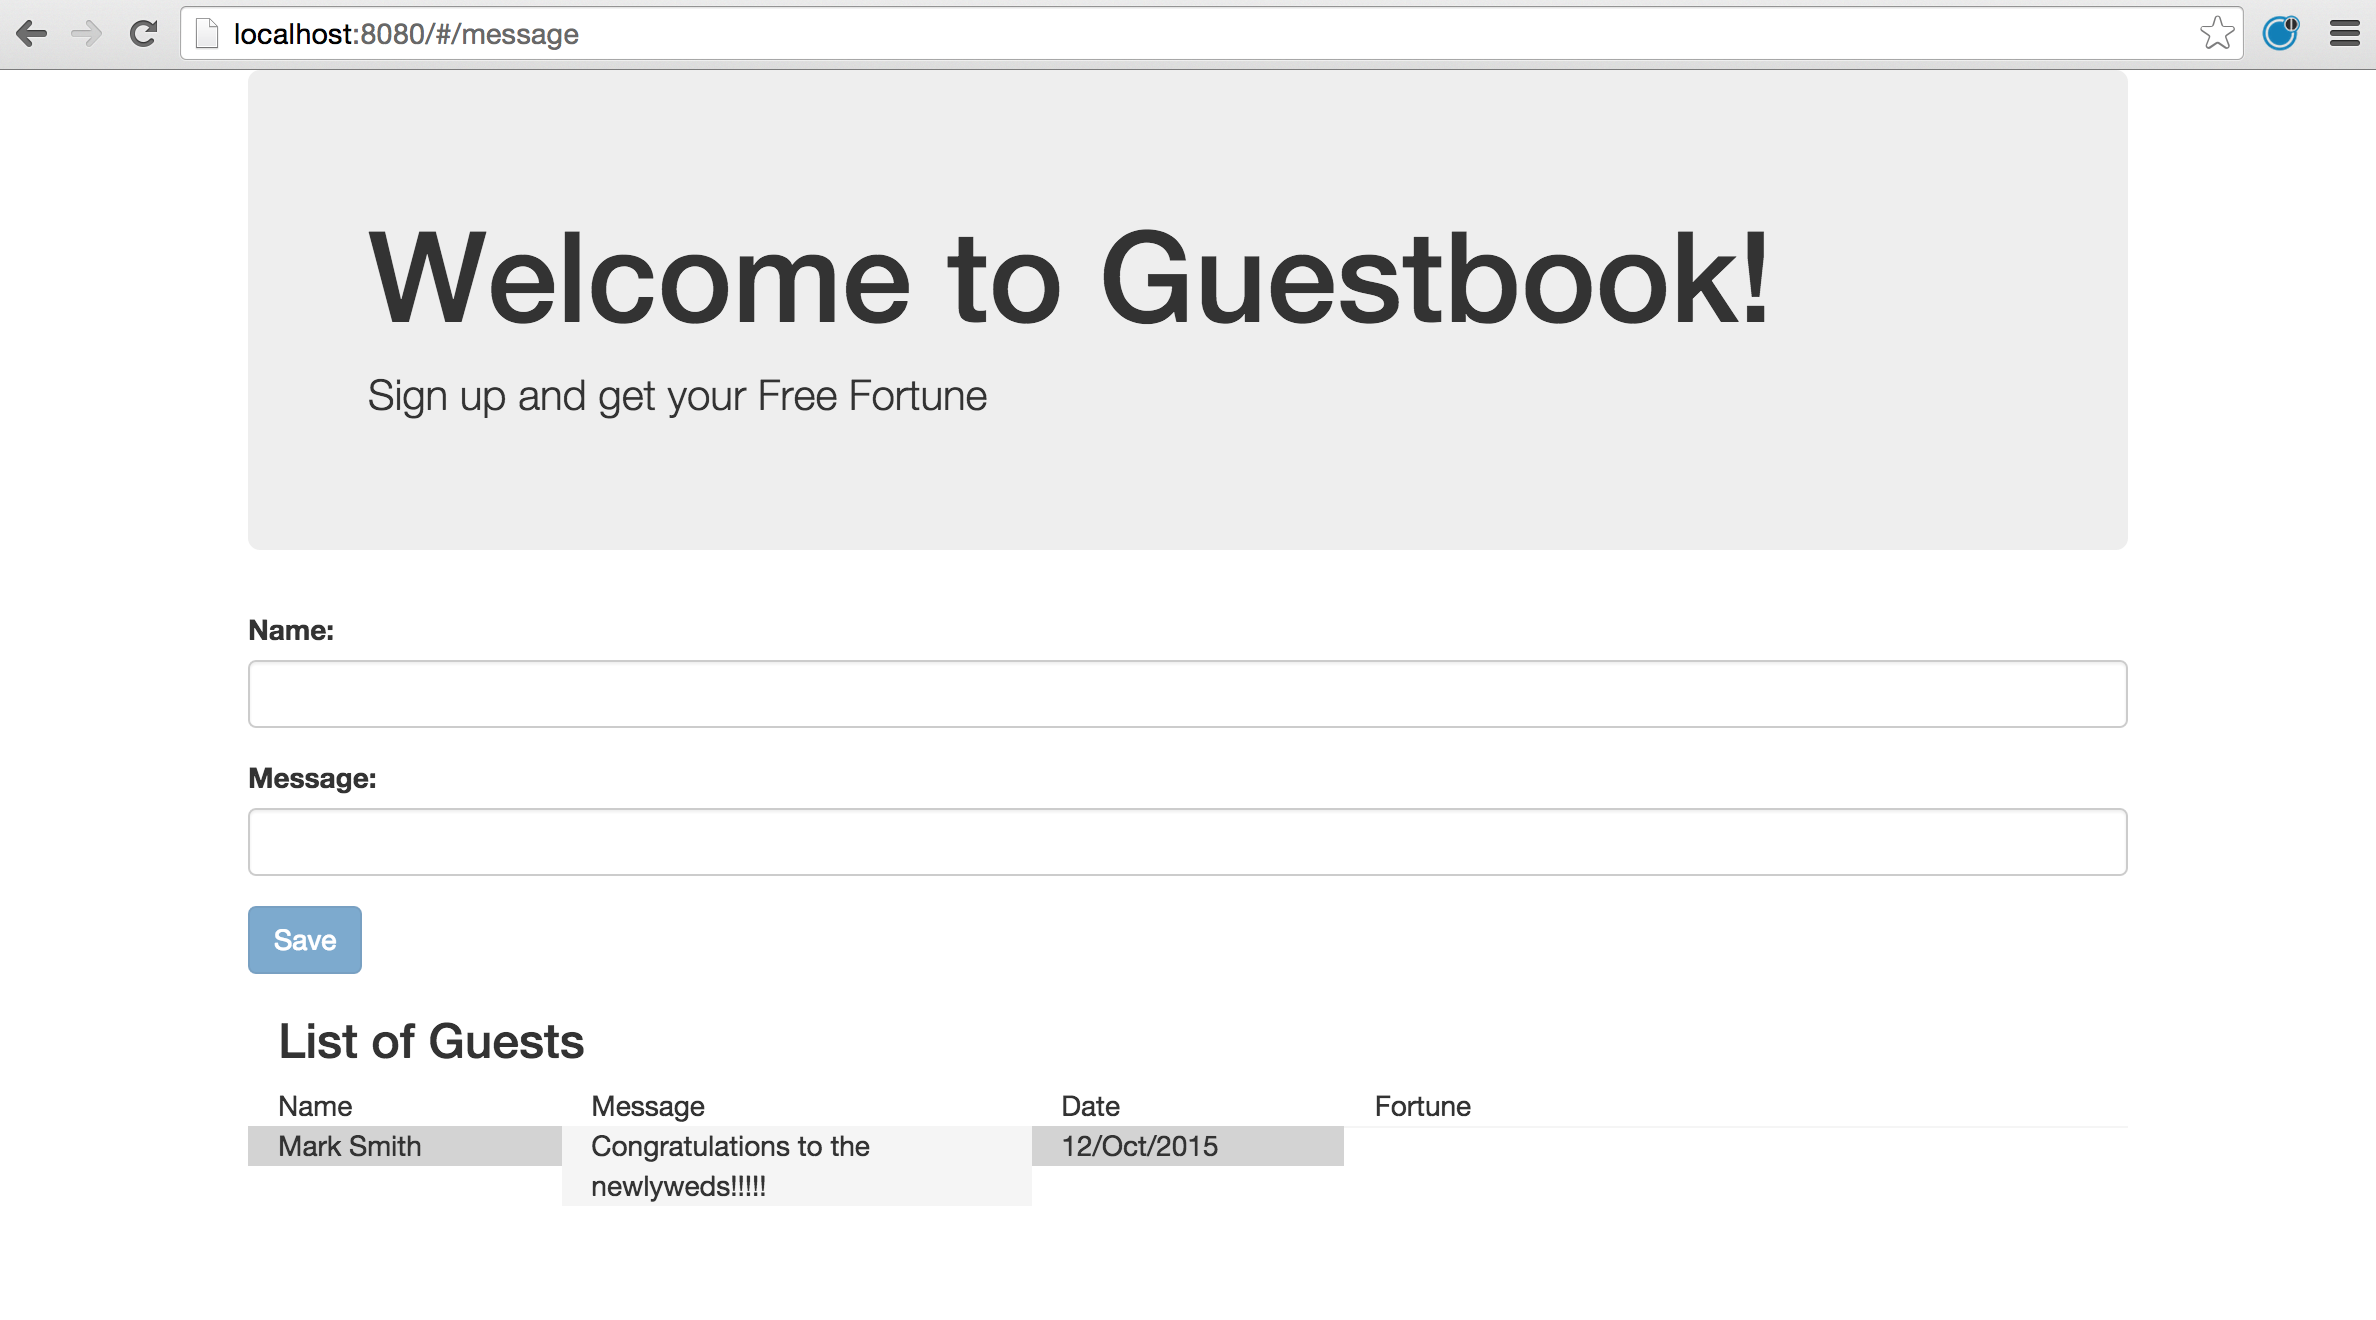 localhost:8080/#/message
Welcome to Guestbook!
Sign up and get your Free Fortune
Name:
Message:
Save
List of Guests
Name Message Date Fortune
Mark Smith Congratulations to the 12/Oct/2015
newlyweds!!!!!